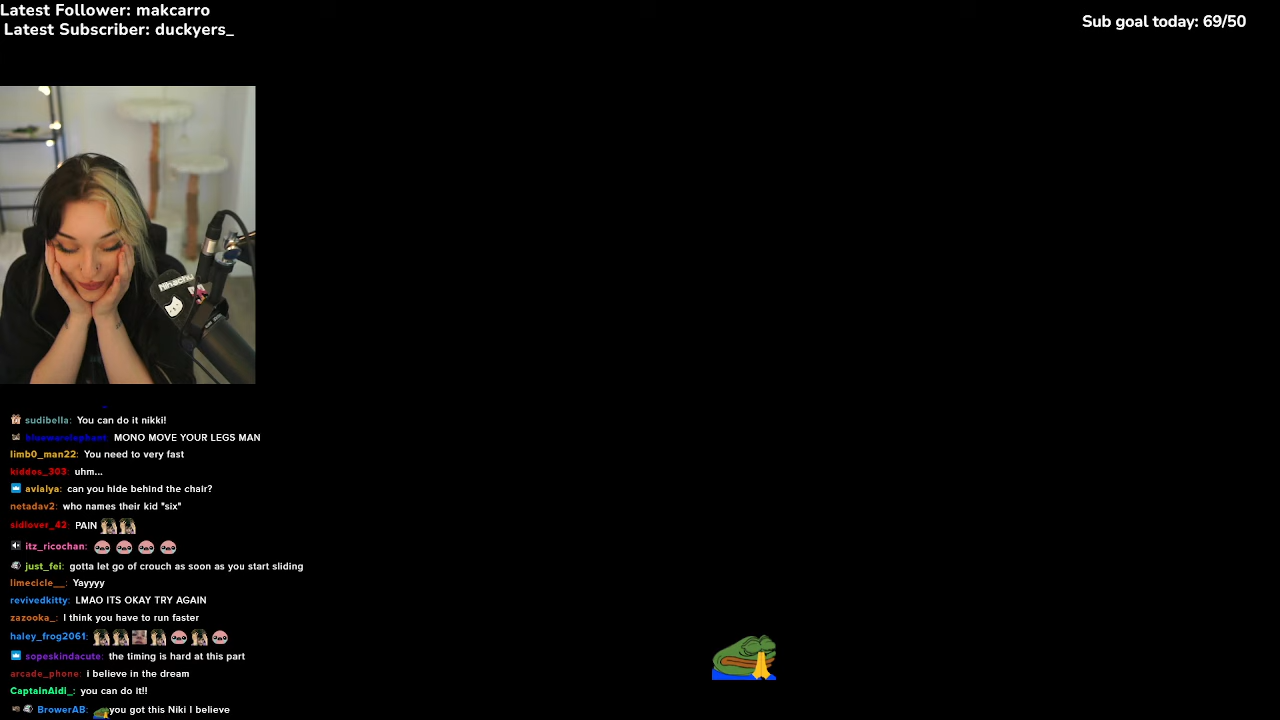 Latest Follower: makcarro
Latest Subscriber: duckyers_
Sub goal today: 69/50
sudibella: You can do it nikki!
MONO MOVE YOUR LEGS MAN
limb0_man22: You need to very fast
kiddos_303: uhm...
avialya: can you hide behind the chair?
netadav2: who names their kid "six"
sidlover_42: PAIN
itz_ricochan:
just_fei: gotta let go of crouch as soon as you start sliding
limecicle__: Yayyyy
revivedkitty: LMAO ITS OKAY TRY AGAIN
zazooka_: I think you have to run faster
haley_frog2061:
sopeskindacute: the timing is hard at this part
arcade_phone: i believe in the dream
CaptainAidi_: you can do it!!
BrowerAB: you got this Niki I believe